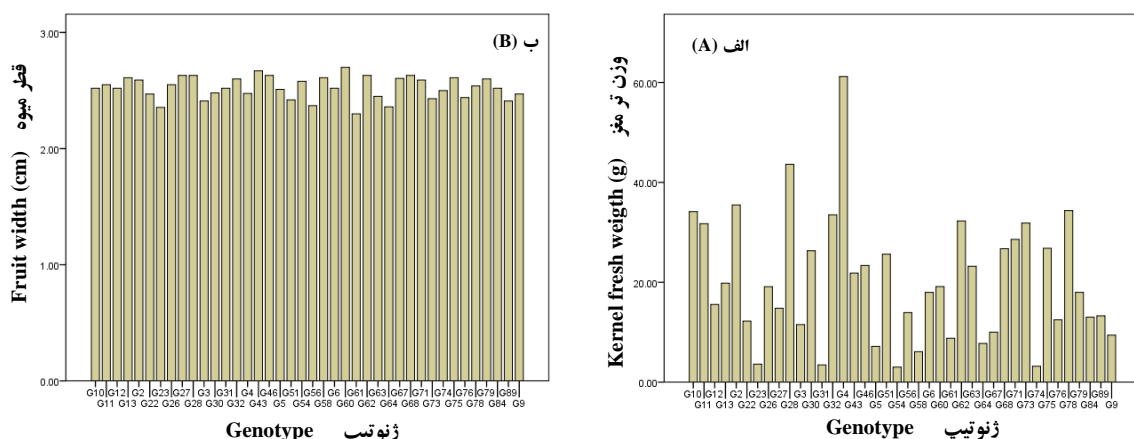 (B) ب
Fruit width (cm) قطر میوه
3.00
2.00
1.00
0.00
G10 G12 G2 G23 G27 G3 G31 G4 G46 G51 G56 G6 G63 G67 G71 G74 G76 G79 G89
G11 G13 G22 G26 G28 G30 G32 G43 G5 G54 G58 G60 G62 G64 G68 G73 G75 G78 G84 G9
Genotype ژنوتیپ
(A) الف
Kernel fresh weigth (g) وزن تر مغز
60.00
40.00
20.00
0.00
G10 G12 G2 G23 G27 G3 G31 G4 G46 G51 G56 G6 G61 G63 G67 G71 G74 G76 G79 G89
G11 G13 G22 G26 G28 G30 G32 G43 G5 G54 G58 G60 G62 G64 G68 G73 G75 G78 G84 G9
Genotype ژنوتیپ